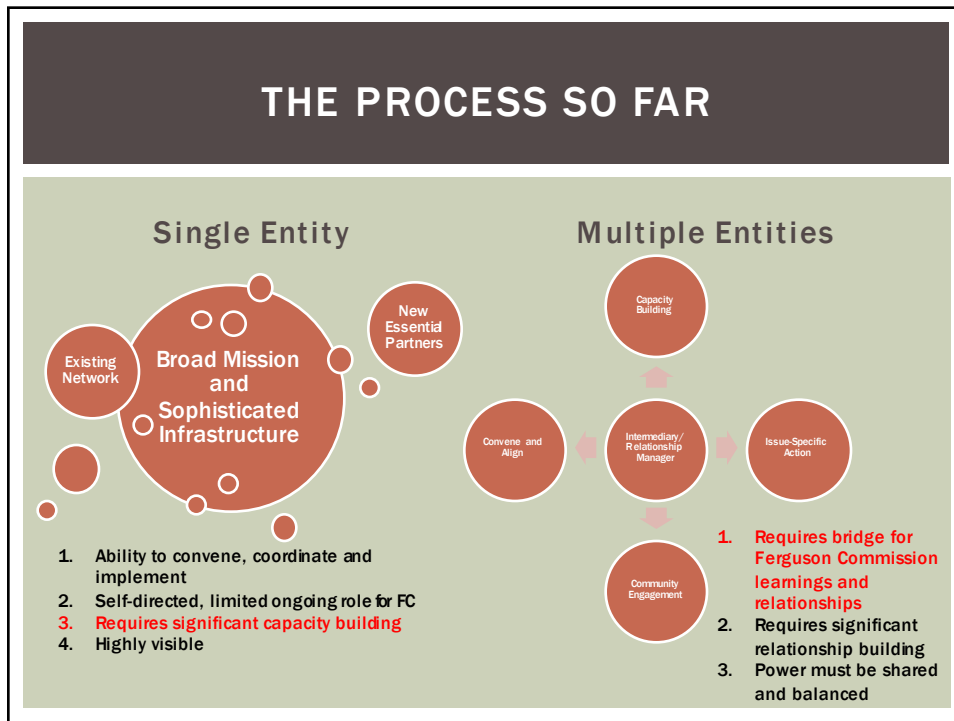 THE PROCESS SO FAR
Single Entity
Existing
Network
Broad Mission
and
Sophisticated
Infrastructure
New
Essential
Partners
1. Ability to convene, coordinate and
implement
2. Self-directed, limited ongoing role for FC
3. Requires significant capacity building
4. Highly visible
Multiple Entities
Capacity
Building
Convene and
Align
Intermediary/
Relationship
Manager
Issue-Specific
Action
Community
Engagement
1. Requires bridge for
Ferguson Commission
learnings and
relationships
2. Requires significant
relationship building
3. Power must be shared
and balanced